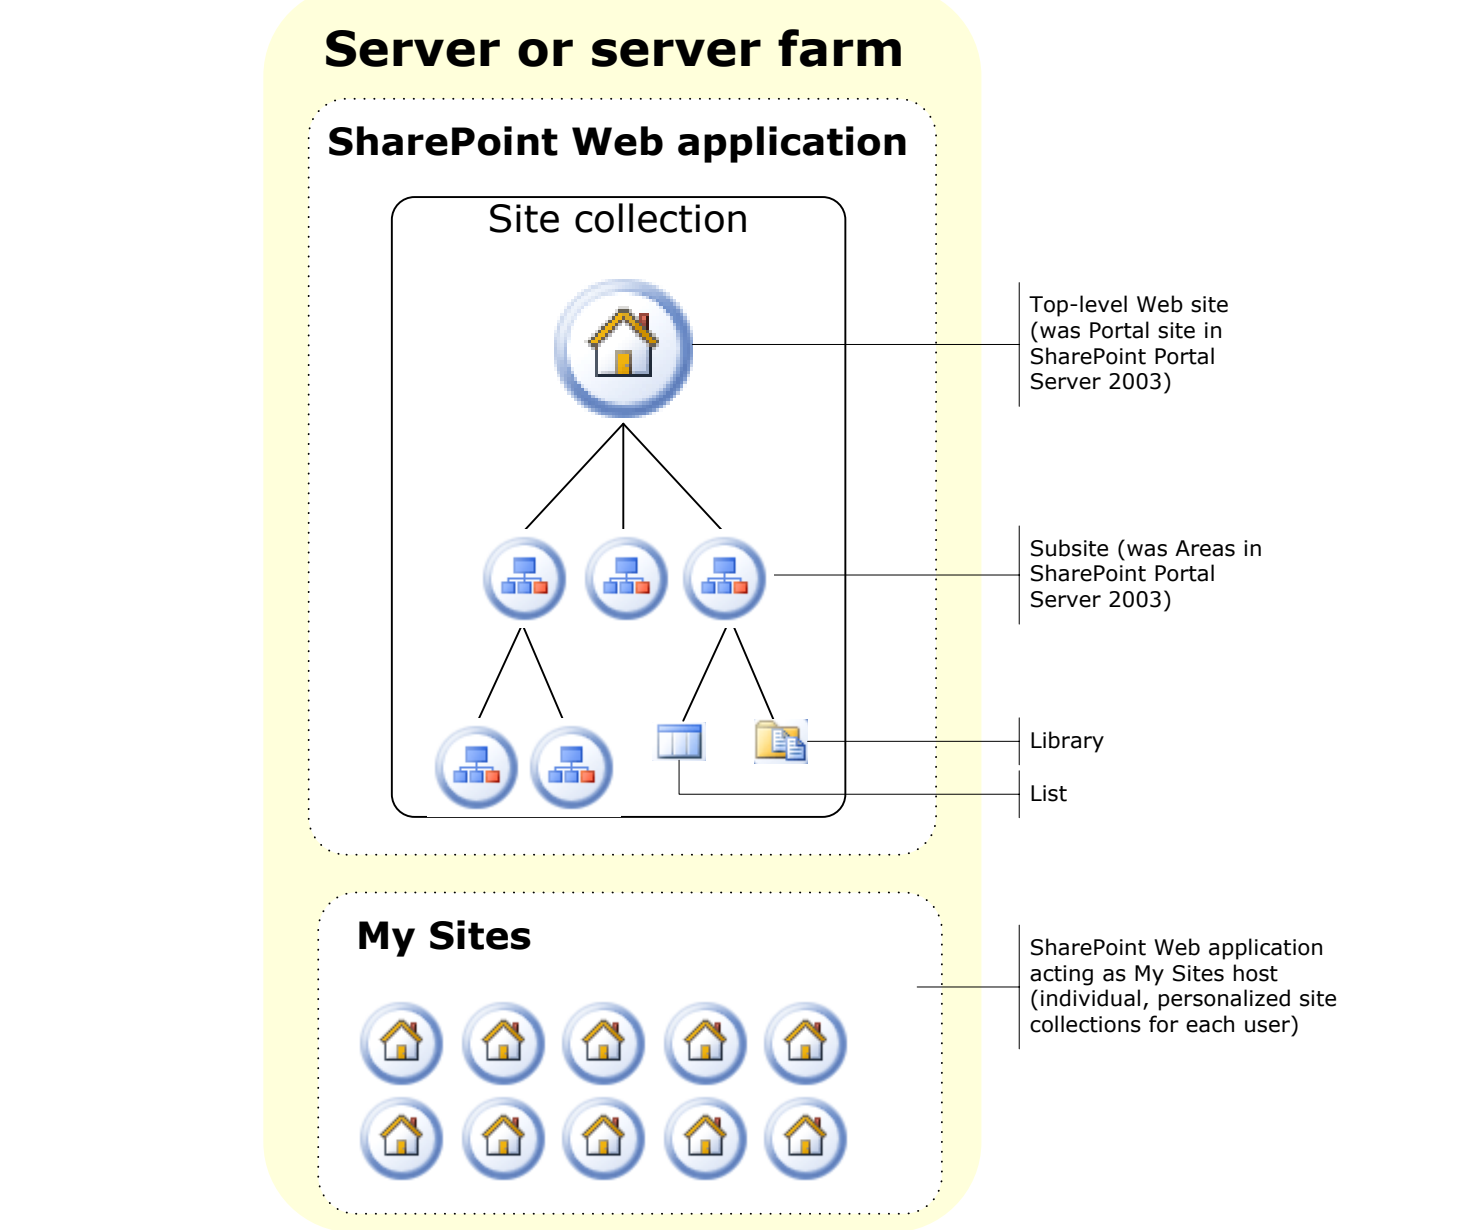 Server or server farm
SharePoint Web application
Site collection
Top-level Web site
(was Portal site in
SharePoint Portal
Server 2003)
Subsite (was Areas in
SharePoint Portal
Server 2003)
Library
List
My Sites
SharePoint Web application
acting as My Sites host
(individual, personalized site
collections for each user)